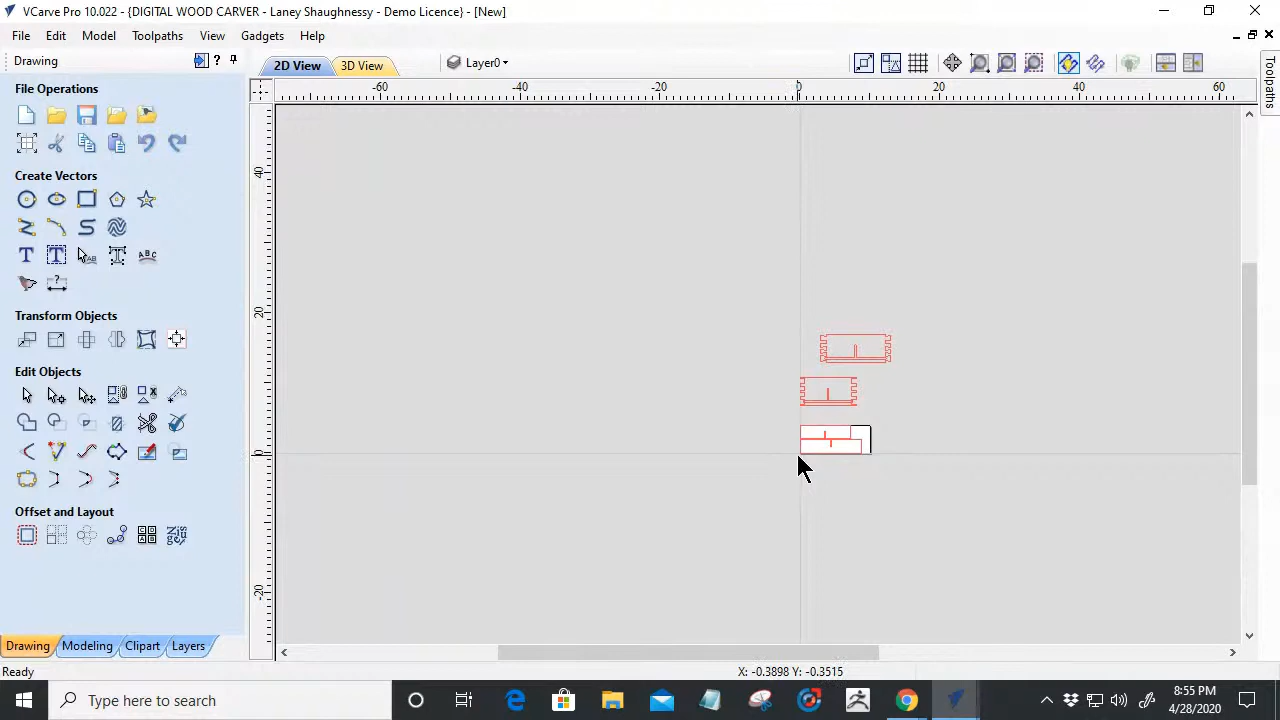 VCarve Pro 10.022 - {DIGITAL WOOD CARVER - Laney Shaughnessy - Demo Licence} - [New]
File Edit Model Toolpaths View Gadgets Help
Drawing
2D View 3D View Layer0
File Operations
-60 -40 -20 0 20 40 60
Create Vectors
Transform Objects
Edit Objects
Offset and Layout
40
20
0
-20
Toolpaths
Drawing Modeling Clipart Layers
Ready X: -0.3898 Y: -0.3515
Type here to search
8:55 PM
4/28/2020